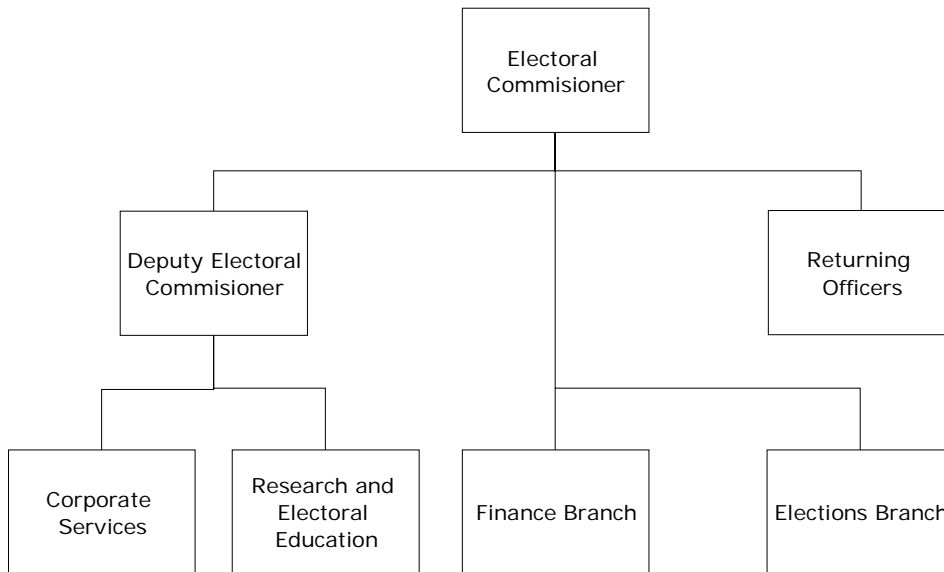 Electoral
Commisioner
Deputy Electoral
Commisioner
Returning
Officers
Corporate
Services
Research and
Electoral
Education
Finance Branch
Elections Branch